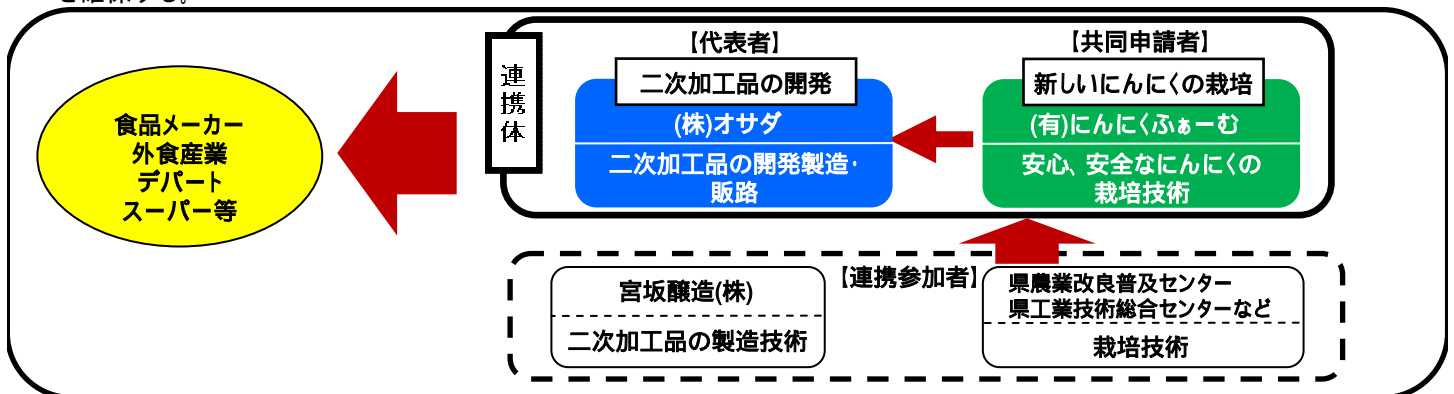 を確保する。
【代表者】
【共同申請者】
連携体
二次加工品の開発
新しいにんにくの栽培
(株)オサダ
(有)にんにくふぁーむ
二次加工品の開発製造・
販路
安心、安全なにんにくの
栽培技術
食品メーカー
外食産業
デパート
スーパー等
【連携参加者】
宮坂醸造(株)
二次加工品の製造技術
県農業改良普及センター
県工業技術総合センターなど
栽培技術